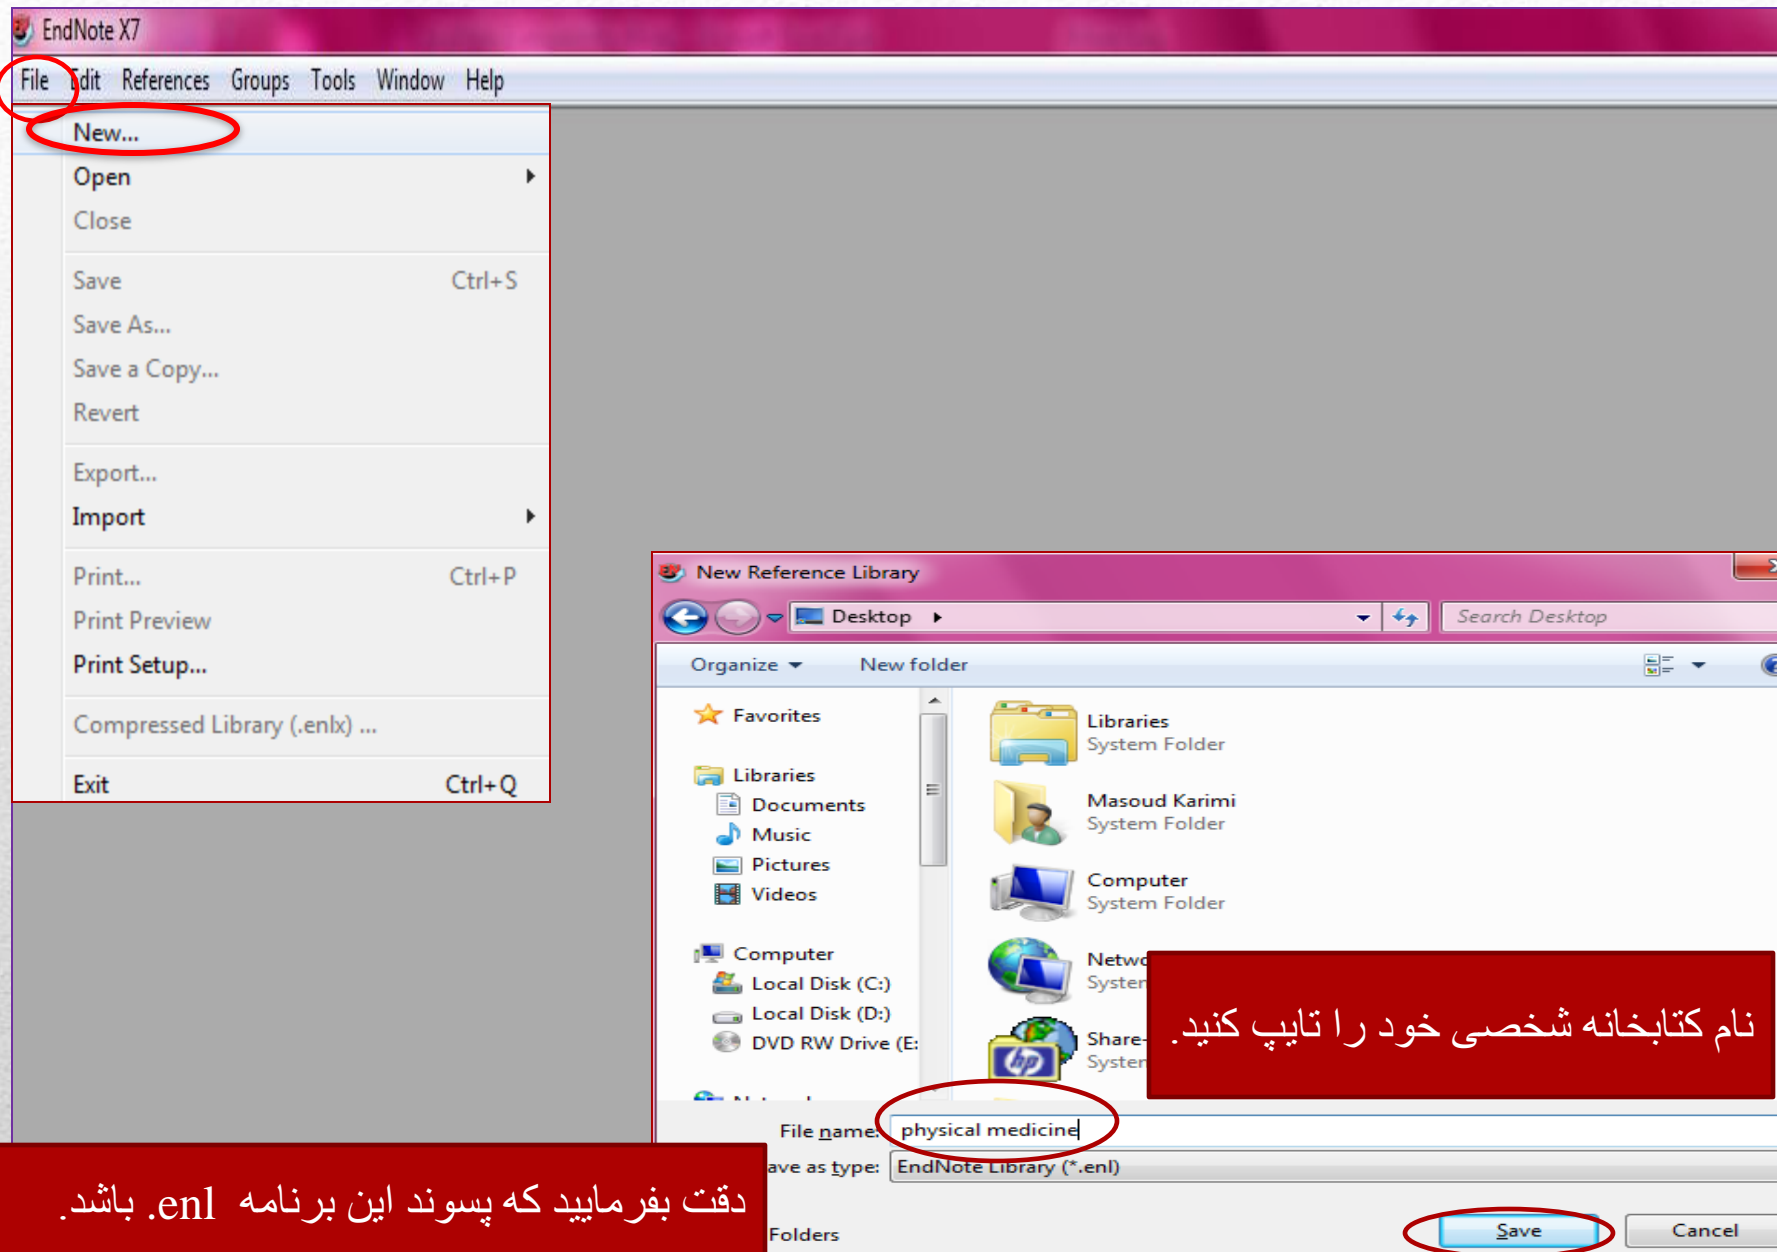 EndNote X7
File Edit References Groups Tools Window Help
New...
Open
Close
Save Ctrl+S
Save As...
Save a Copy...
Revert
Export...
Import
Print... Ctrl+P
Print Preview
Print Setup...
Compressed Library (.enlx) ...
Exit Ctrl+Q
New Reference Library
Desktop
Search Desktop
Organize New folder
Favorites
Libraries
Documents
Music
Pictures
Videos
Computer
Local Disk (C:)
Local Disk (D:)
DVD RW Drive (E:
Libraries
System Folder
Masoud Karimi
System Folder
Computer
System Folder
نام کتابخانه شخصی خود را تایپ کنید.
hp
File name: physical medicine
type: EndNote Library (*.enl)
دقت بفرمایید که پسوند این برنامه .enl باشد.
Folders
Save Cancel